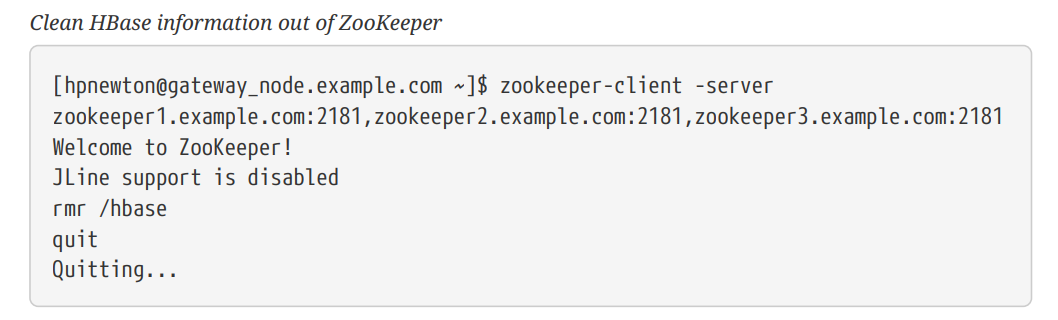 Clean HBase information out of ZooKeeper
[hpnewton@gateway_node.example.com ~]$ zookeeper-client -server
zookeeper1.example.com:2181,zookeeper2.example.com:2181,zookeeper3.example.com:2181
Welcome to ZooKeeper!
JLine support is disabled
rmr /hbase
quit
Quitting...